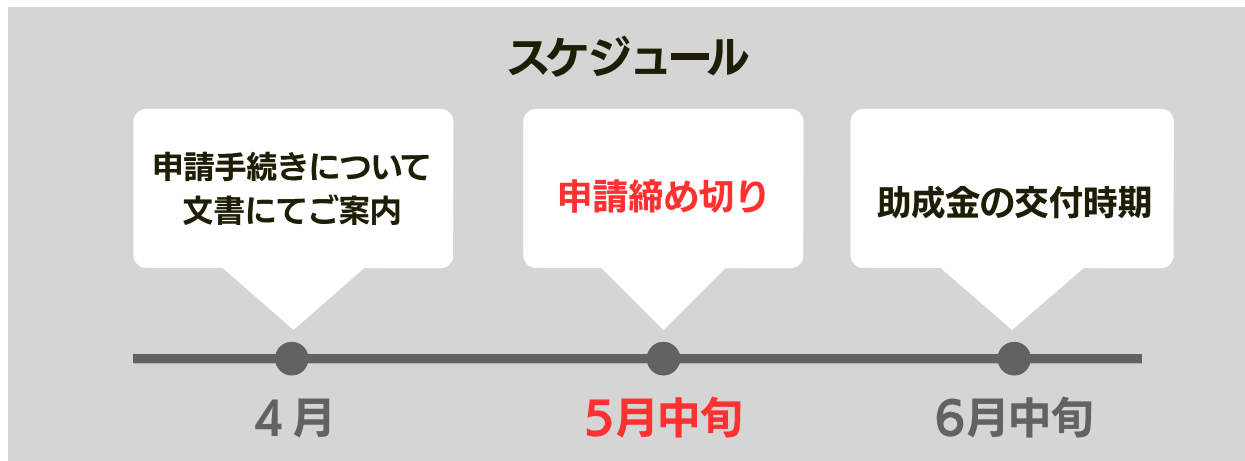 スケジュール
申請手続きについて
文書にてご案内
申請締め切り
助成金の交付時期
4月
5月中旬
6月中旬